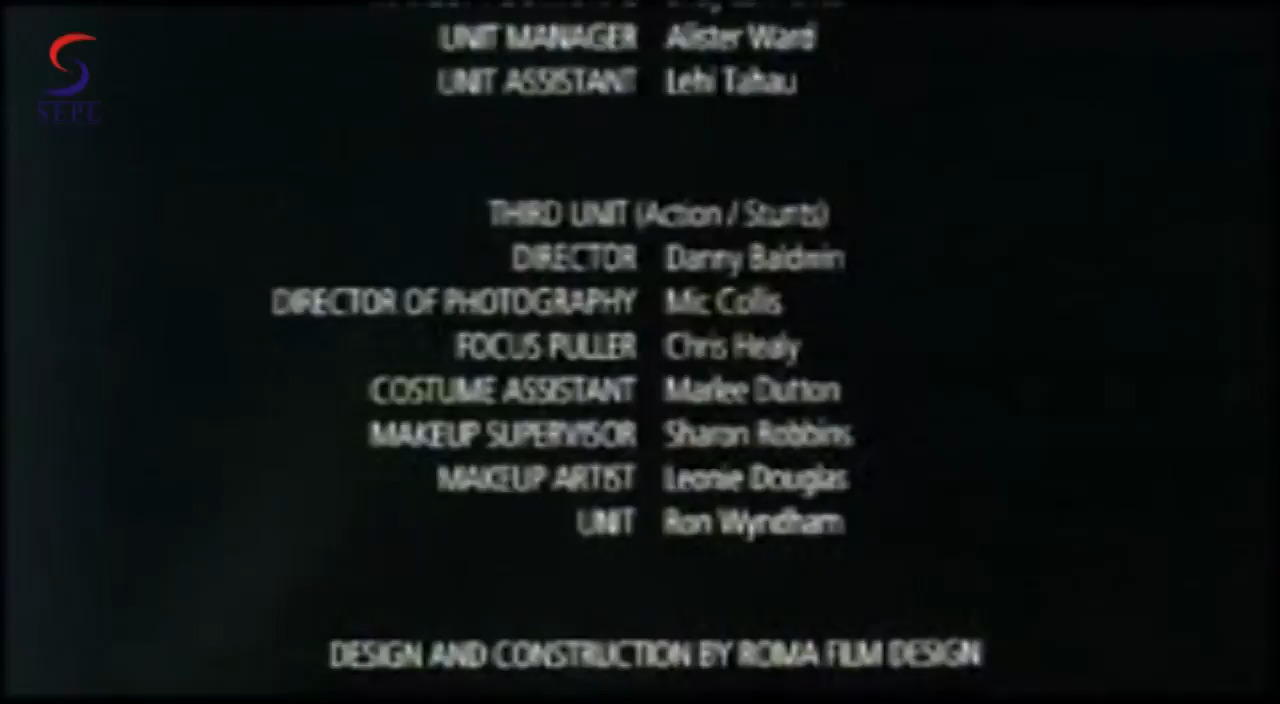 UNIT MANAGER Alister Ward
UNIT ASSISTANT Lehi Tahau
SEPL
THIRD UNIT (Action / Stunts)
DIRECTOR Danny Baldwin
DIRECTOR OF PHOTOGRAPHY Mic Collis
FOCUS PULLER Chris Healy
COSTUME ASSISTANT Marlee Dutton
MAKEUP SUPERVISOR Sharon Robbins
MAKEUP ARTIST Leonie Douglas
UNIT Ron Wyndham
DESIGN AND CONSTRUCTION BY ROMA FILM DESIGN